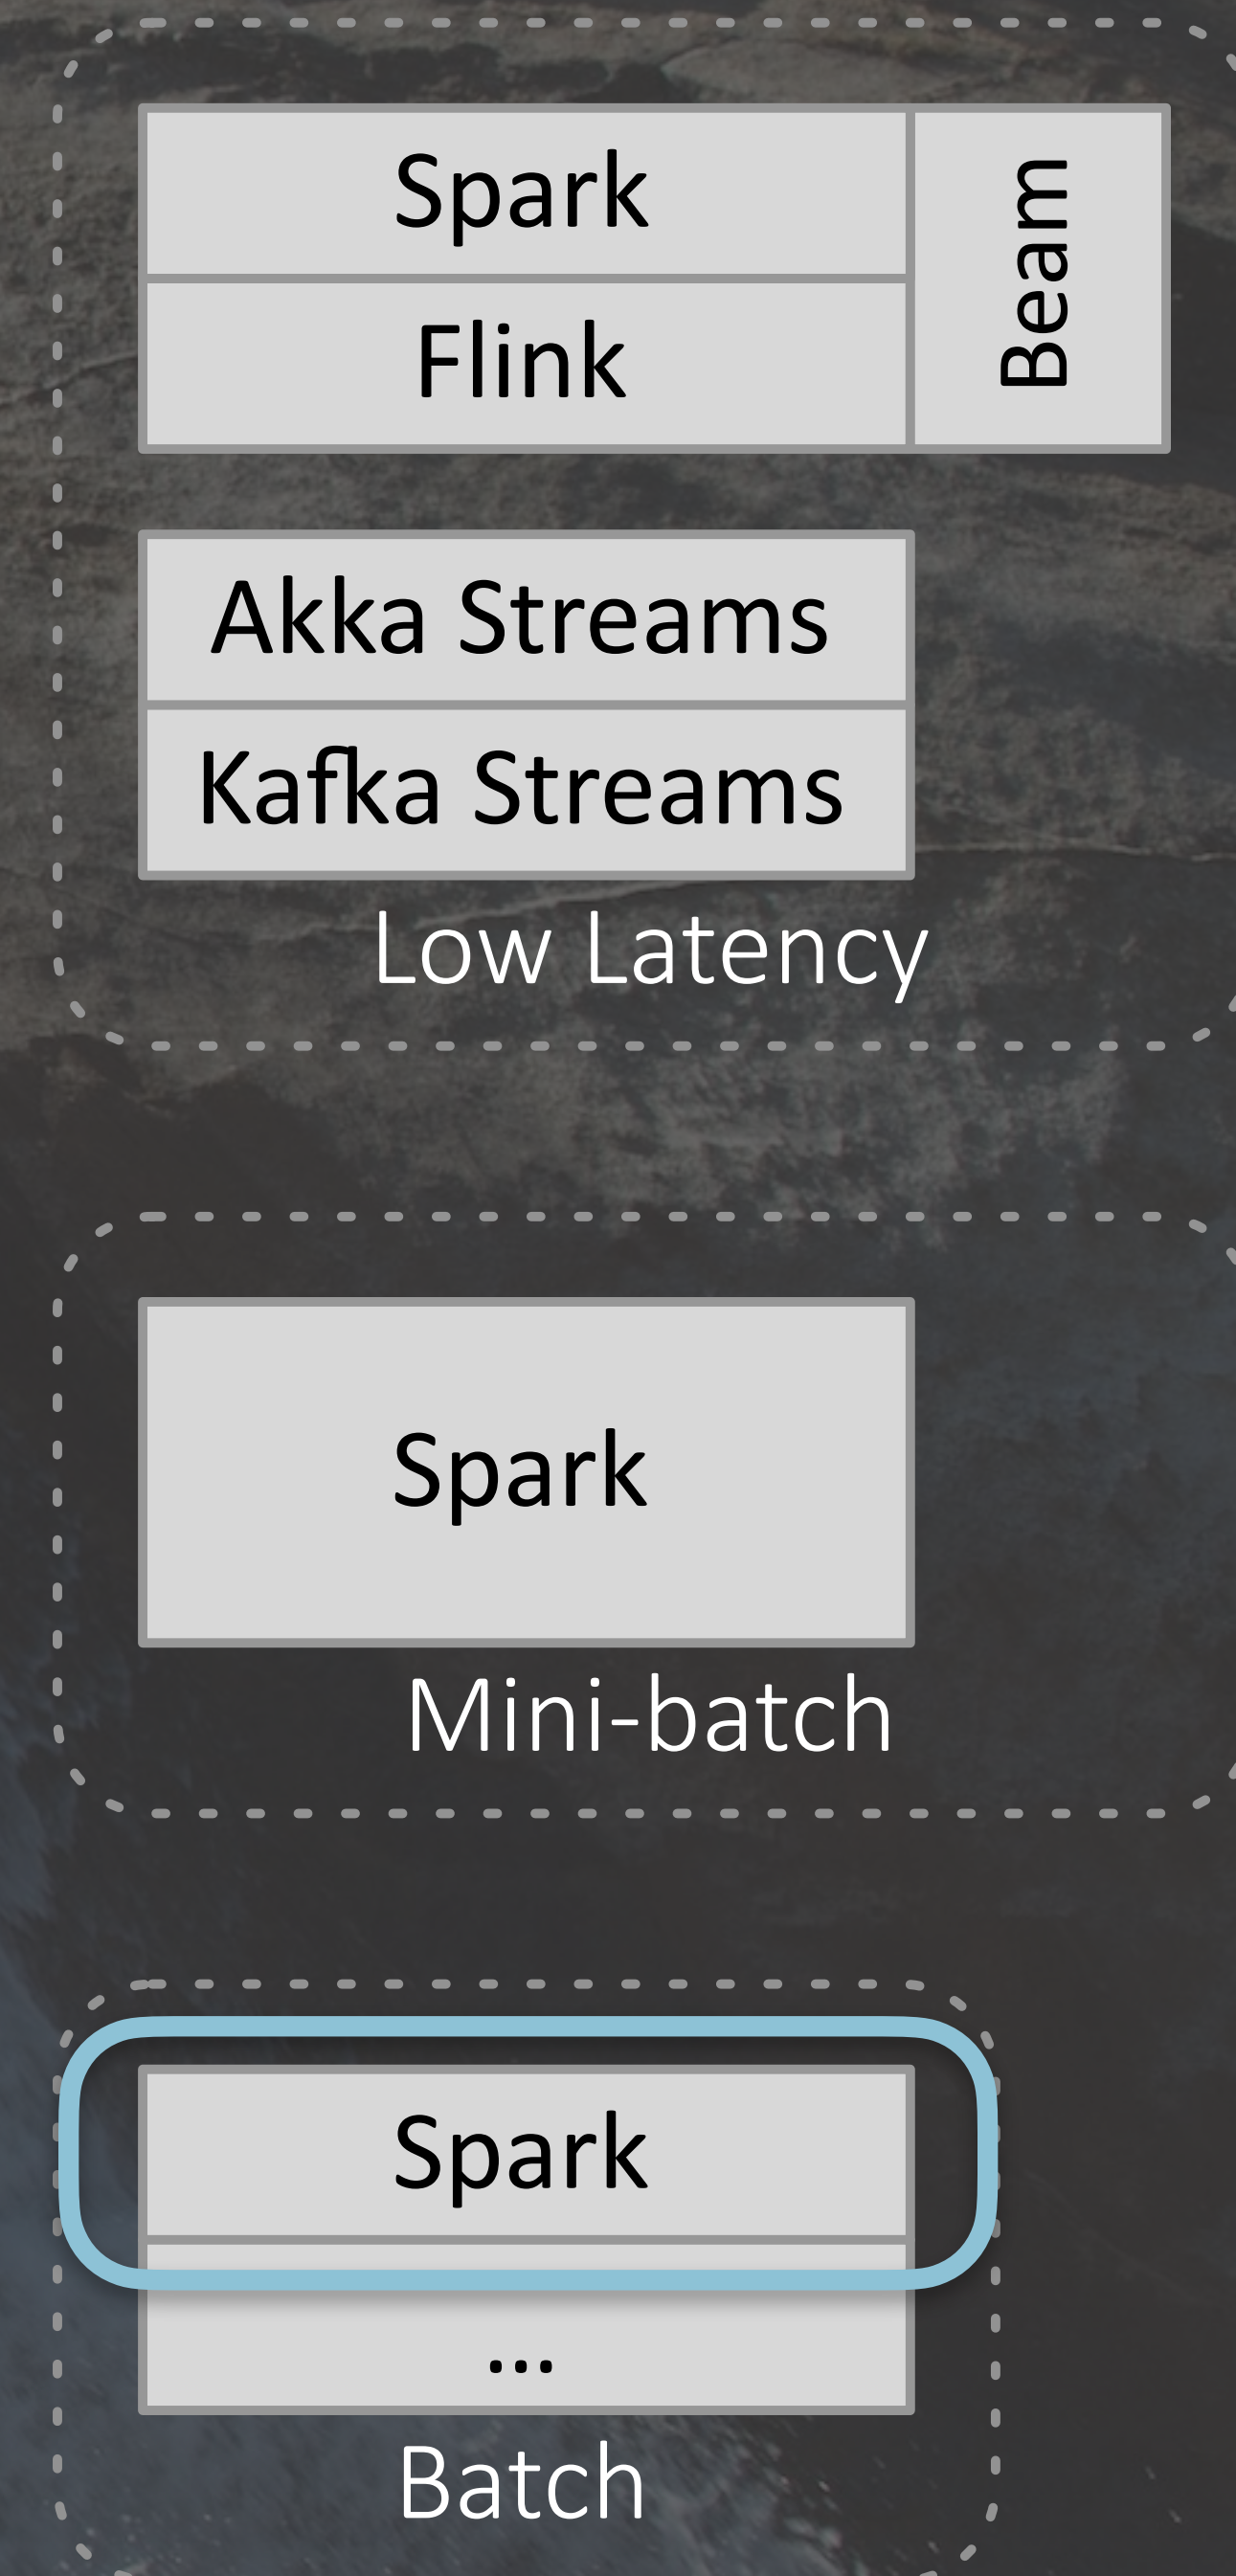 Spark
Beam
Flink
Akka Streams
Kafka Streams
Low Latency
Spark
Mini-batch
Spark
...
Batch